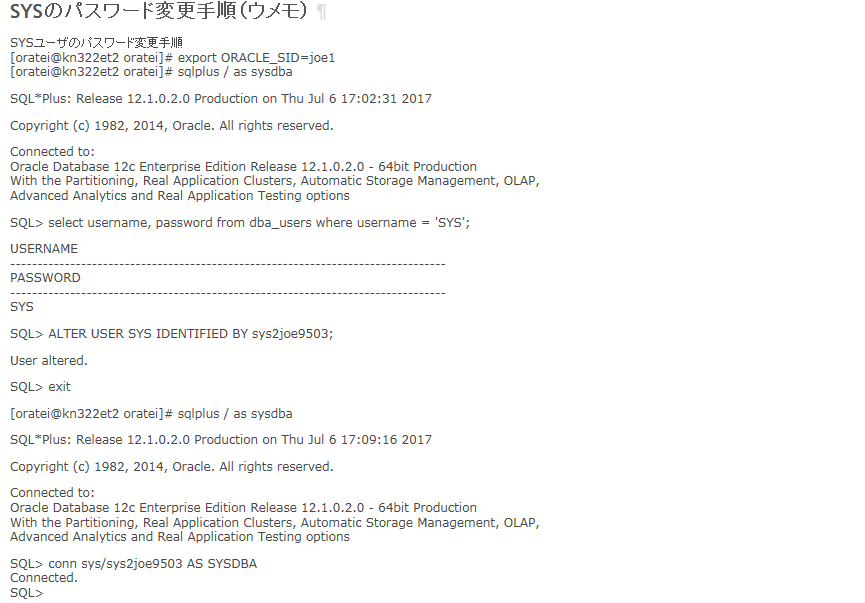 SYSのパスワード変更手順(ウメモ) ¶
SYSユーザのパスワード変更手順
[oratei@kn322et2 oratei]# export ORACLE_SID=joe1
[oratei@kn322et2 oratei]# sqlplus / as sysdba
SQL*Plus: Release 12.1.0.2.0 Production on Thu Jul 6 17:02:31 2017
Copyright (c) 1982, 2014, Oracle. All rights reserved.
Connected to:
Oracle Database 12c Enterprise Edition Release 12.1.0.2.0 - 64bit Production
With the Partitioning, Real Application Clusters, Automatic Storage Management, OLAP,
Advanced Analytics and Real Application Testing options
SQL> select username, password from dba_users where username = 'SYS';
USERNAME
--------------------------------------------------------------------------------
PASSWORD
--------------------------------------------------------------------------------
SYS
SQL> ALTER USER SYS IDENTIFIED BY sys2joe9503;
User altered.
SQL> exit
[oratei@kn322et2 oratei]# sqlplus / as sysdba
SQL*Plus: Release 12.1.0.2.0 Production on Thu Jul 6 17:09:16 2017
Copyright (c) 1982, 2014, Oracle. All rights reserved.
Connected to:
Oracle Database 12c Enterprise Edition Release 12.1.0.2.0 - 64bit Production
With the Partitioning, Real Application Clusters, Automatic Storage Management, OLAP,
Advanced Analytics and Real Application Testing options
SQL> conn sys/sys2joe9503 AS SYSDBA
Connected.
SQL>